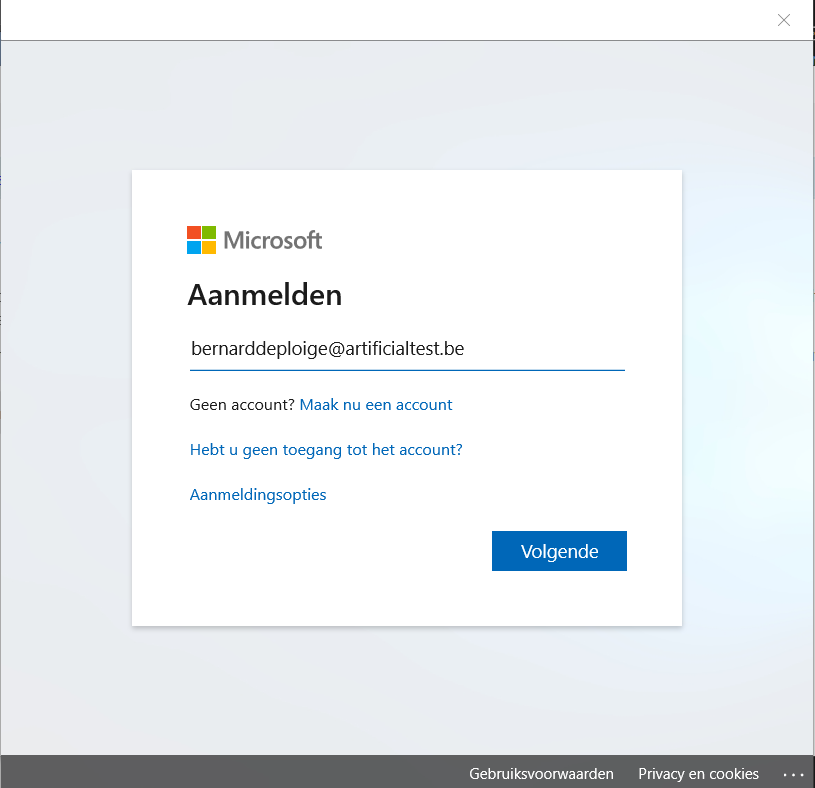 Microsoft
Aanmelden
bernarddeploige@artificialtest.be
Geen account? Maak nu een account
Hebt u geen toegang tot het account?
Aanmeldingsopties
Volgende
Gebruiksvoorwaarden Privacy en cookies ...